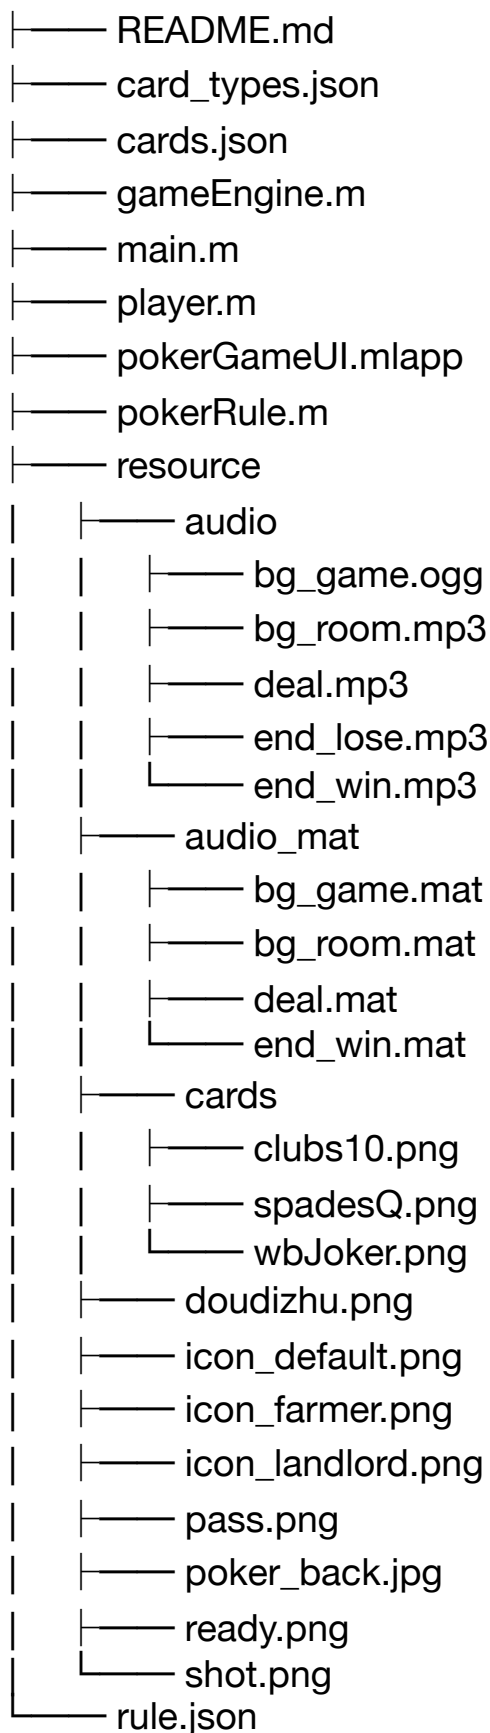 README.md
card_types.json
cards.json
gameEngine.m
main.m
player.m
pokerGameUI.mlapp
pokerRule.m
resource
audio
bg_game.ogg
bg_room.mp3
deal.mp3
end_lose.mp3
end_win.mp3
audio_mat
bg_game.mat
bg_room.mat
deal.mat
end_win.mat
cards
clubs10.png
spadesQ.png
wbJoker.png
doudizhu.png
icon_default.png
icon_farmer.png
icon_landlord.png
pass.png
poker_back.jpg
ready.png
shot.png
rule.json